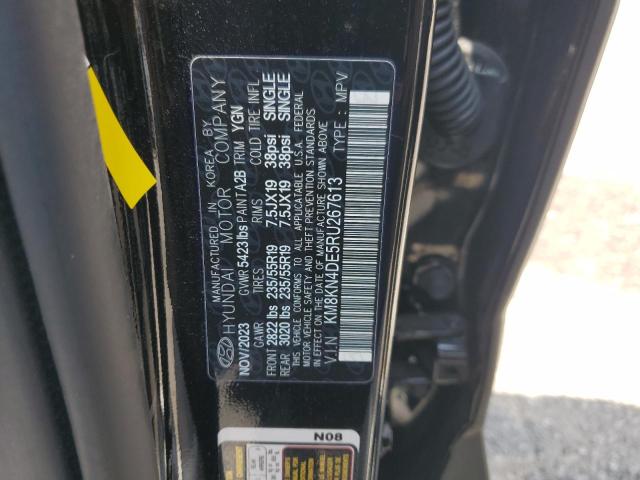 MANUFACTURED IN KOREA BY
HYUNDAI MOTOR COMPANY
NOV/2023 GVWR 5423 lbs PAINT A2B TRIM YGN
GAWR TIRES RIMS COLD TIRE INFL
FRONT 2822 lbs 235/55R19 7.5JX19 38psi SINGLE
REAR 3020 lbs 235/55R19 7.5JX19 38psi SINGLE
THIS VEHICLE CONFORMS TO ALL APPLICABLE U.S.A. FEDERAL
MOTOR VEHICLE SAFETY AND THEFT PREVENTION STANDARDS
IN EFFECT ON THE DATE OF MANUFACTURE SHOWN ABOVE
V.I.N KM8KN4DE5RU267613 TYPE : MPV
N08